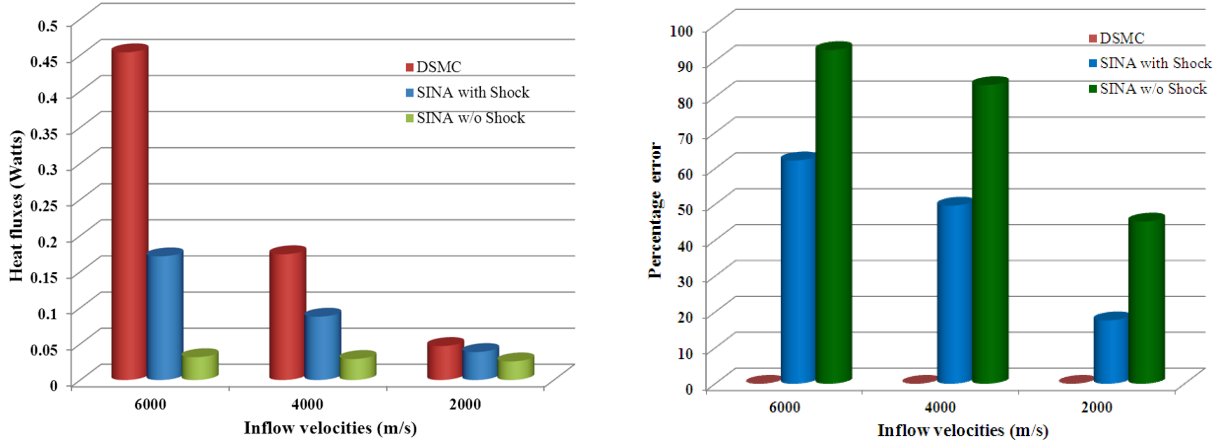 0.5
0.45
0.4
0.35
0.3
0.25
0.2
0.15
0.1
0.05
0
Heat fluxes (Watts)
DSMC
SINA with Shock
SINA w/o Shock
6000
4000
2000
Inflow velocities (m/s)
100
90
80
70
60
50
40
30
20
10
0
Percentage error
DSMC
SINA with Shock
SINA w/o Shock
6000
4000
2000
Inflow velocities (m/s)